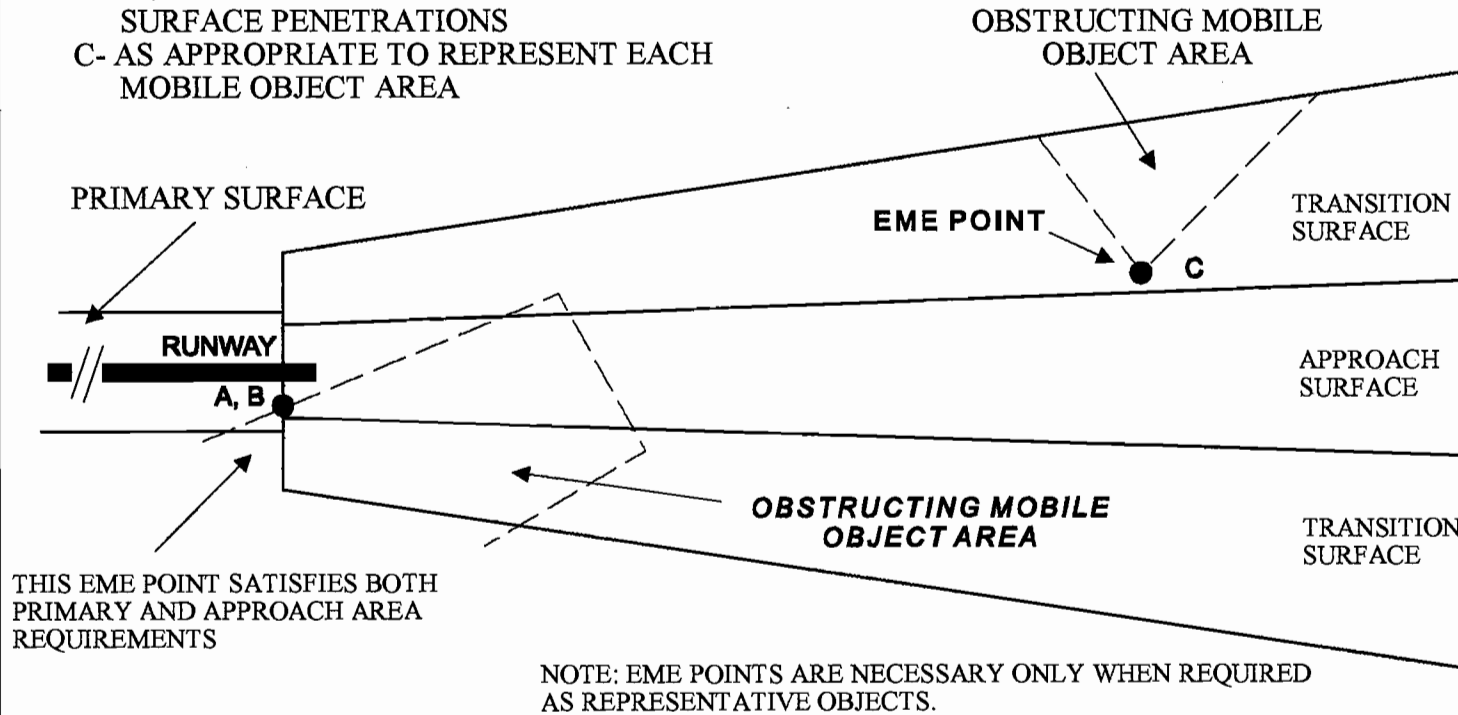 SURFACE PENETRATIONS
C- AS APPROPRIATE TO REPRESENT EACH
MOBILE OBJECT AREA
OBSTRUCTING MOBILE
OBJECT AREA
PRIMARY SURFACE
EME POINT
C
TRANSITION
SURFACE
RUNWAY
A, B
APPROACH
SURFACE
OBSTRUCTING MOBILE
OBJECT AREA
TRANSITION
SURFACE
THIS EME POINT SATISFIES BOTH
PRIMARY AND APPROACH AREA
REQUIREMENTS
NOTE: EME POINTS ARE NECESSARY ONLY WHEN REQUIRED
AS REPRESENTATIVE OBJECTS.